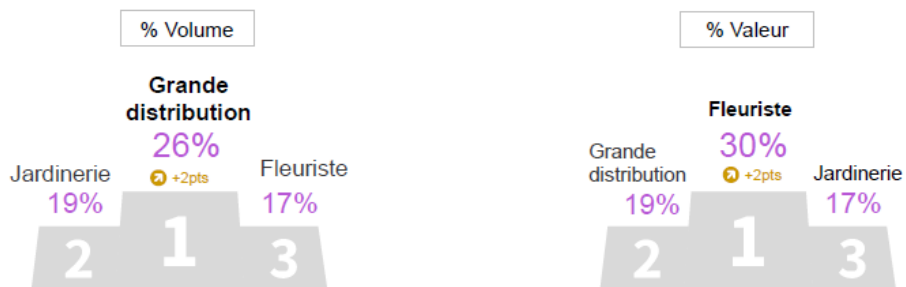 % Volume
Grande
distribution
26%
+2pts
Jardinerie
19%
Fleuriste
17%
2
1
3
% Valeur
Fleuriste
30%
+2pts
Grande
distribution
19%
Jardinerie
17%
2
1
3